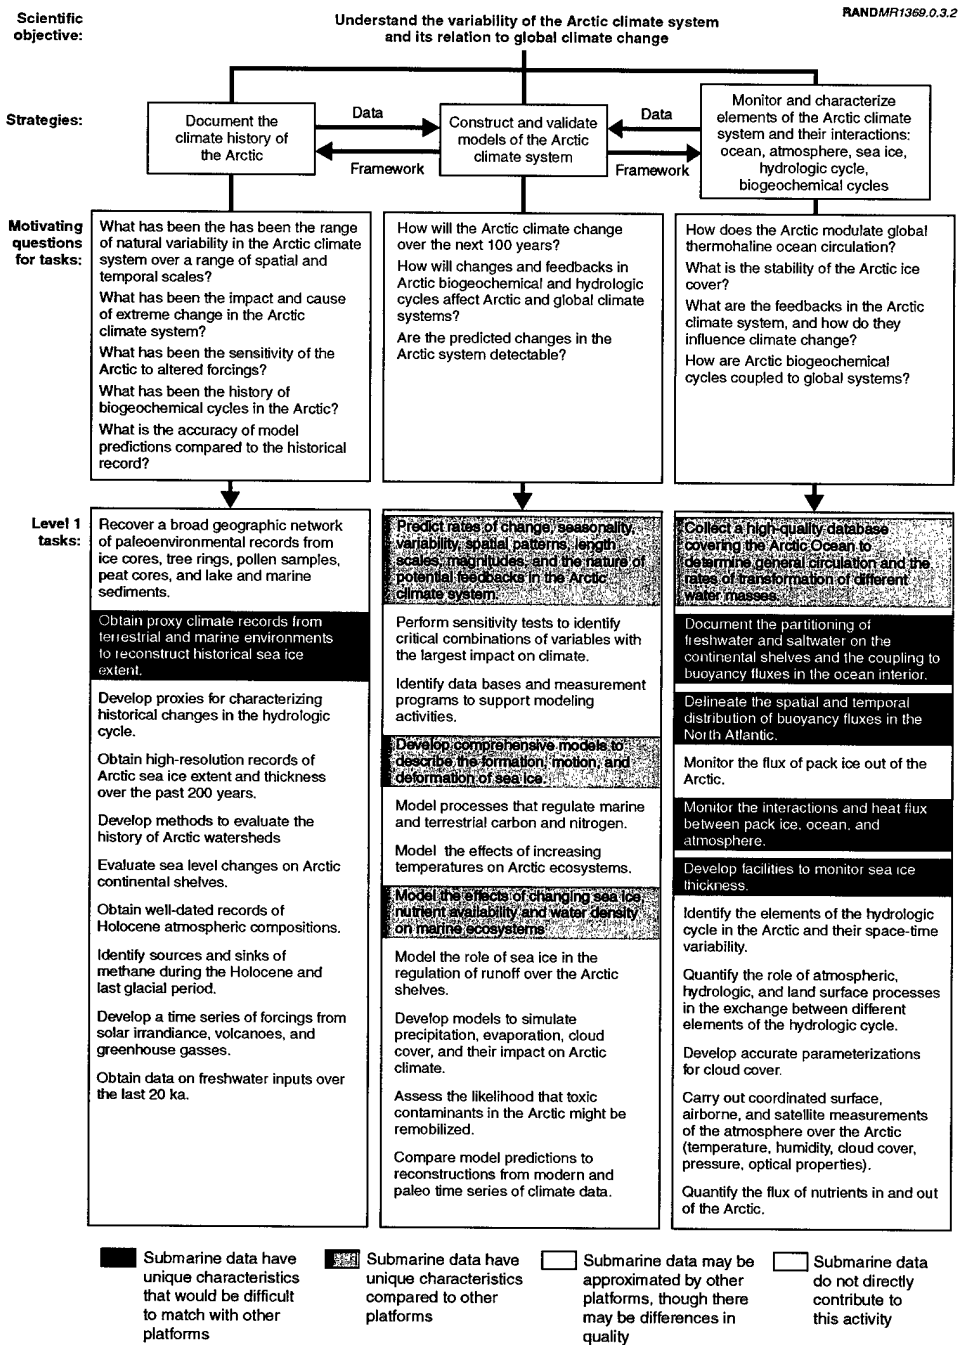 RANDMR1369.0.3.2
Scientific
objective:
Understand the variability of the Arctic climate system
and its relation to global climate change
Strategies:
Document the
climate history of
the Arctic
Data
Framework
Construct and validate
models of the Arctic
climate system
Data
Framework
Monitor and characterize
elements of the Arctic climate
system and their interactions:
ocean, atmosphere, sea ice,
hydrologic cycle,
biogeochemical cycles
Motivating
questions
for tasks:
What has been the has been the range
of natural variability in the Arctic climate
system over a range of spatial and
temporal scales?
What has been the impact and cause
of extreme change in the Arctic
climate system?
What has been the sensitivity of the
Arctic to altered forcings?
What has been the history of
biogeochemical cycles in the Arctic?
What is the accuracy of model
predictions compared to the historical
record?
How will the Arctic climate change
over the next 100 years?
How will changes and feedbacks in
Arctic biogeochemical and hydrologic
cycles affect Arctic and global climate
systems?
Are the predicted changes in the
Arctic system detectable?
How does the Arctic modulate global
thermohaline ocean circulation?
What is the stability of the Arctic ice
cover?
What are the feedbacks in the Arctic
climate system, and how do they
influence climate change?
How are Arctic biogeochemical
cycles coupled to global systems?
Level 1
tasks:
Recover a broad geographic network
of paleoenvironmental records from
ice cores, tree rings, pollen samples,
peat cores, and lake and marine
sediments.
Obtain proxy climate records from
terrestrial and marine environments
to reconstruct historical sea ice
extent.
Develop proxies for characterizing
historical changes in the hydrologic
cycle.
Obtain high-resolution records of
Arctic sea ice extent and thickness
over the past 200 years.
Develop methods to evaluate the
history of Arctic watersheds
Evaluate sea level changes on Arctic
continental shelves.
Obtain well-dated records of
Holocene atmospheric compositions.
Identify sources and sinks of
methane during the Holocene and
last glacial period.
Develop a time series of forcings from
solar irradiance, volcanoes, and
greenhouse gasses.
Obtain data on freshwater inputs over
the last 20 ka.
Predict rates of change, seasonality,
variability, spatial patterns, length
scales, magnitudes, and the nature of
potential feedbacks in the Arctic
climate system.
Perform sensitivity tests to identify
critical combinations of variables with
the largest impact on climate.
Identify data bases and measurement
programs to support modeling
activities.
Develop comprehensive models to
describe the formation, motion, and
deformation of sea ice.
Model processes that regulate marine
and terrestrial carbon and nitrogen.
Model the effects of increasing
temperatures on Arctic ecosystems.
Model the effects of changing sea ice,
nutrient availability and water density
on marine ecosystems
Model the role of sea ice in the
regulation of runoff over the Arctic
shelves.
Develop models to simulate
precipitation, evaporation, cloud
cover, and their impact on Arctic
climate.
Assess the likelihood that toxic
contaminants in the Arctic might be
remobilized.
Compare model predictions to
reconstructions from modern and
paleo time series of climate data.
Collect a high-quality database
covering the Arctic Ocean to
determine general circulation and the
rates of transformation of different
water masses.
Document the partitioning of
freshwater and saltwater on the
continental shelves and the coupling to
buoyancy fluxes in the ocean interior.
Delineate the spatial and temporal
distribution of buoyancy fluxes in the
North Atlantic.
Monitor the flux of pack ice out of the
Arctic.
Monitor the interactions and heat flux
between pack ice, ocean, and
atmosphere.
Develop facilities to monitor sea ice
thickness.
Identify the elements of the hydrologic
cycle in the Arctic and their space-time
variability.
Quantify the role of atmospheric,
hydrologic, and land surface processes
in the exchange between different
elements of the hydrologic cycle.
Develop accurate parameterizations
for cloud cover.
Carry out coordinated surface,
airborne, and satellite measurements
of the atmosphere over the Arctic
(temperature, humidity, cloud cover,
pressure, optical properties).
Quantify the flux of nutrients in and out
of the Arctic.
Submarine data have
unique characteristics
that would be difficult
to match with other
platforms
Submarine data have
unique characteristics
compared to other
platforms
Submarine data may be
approximated by other
platforms, though there
may be differences in
quality
Submarine data
do not directly
contribute to
this activity